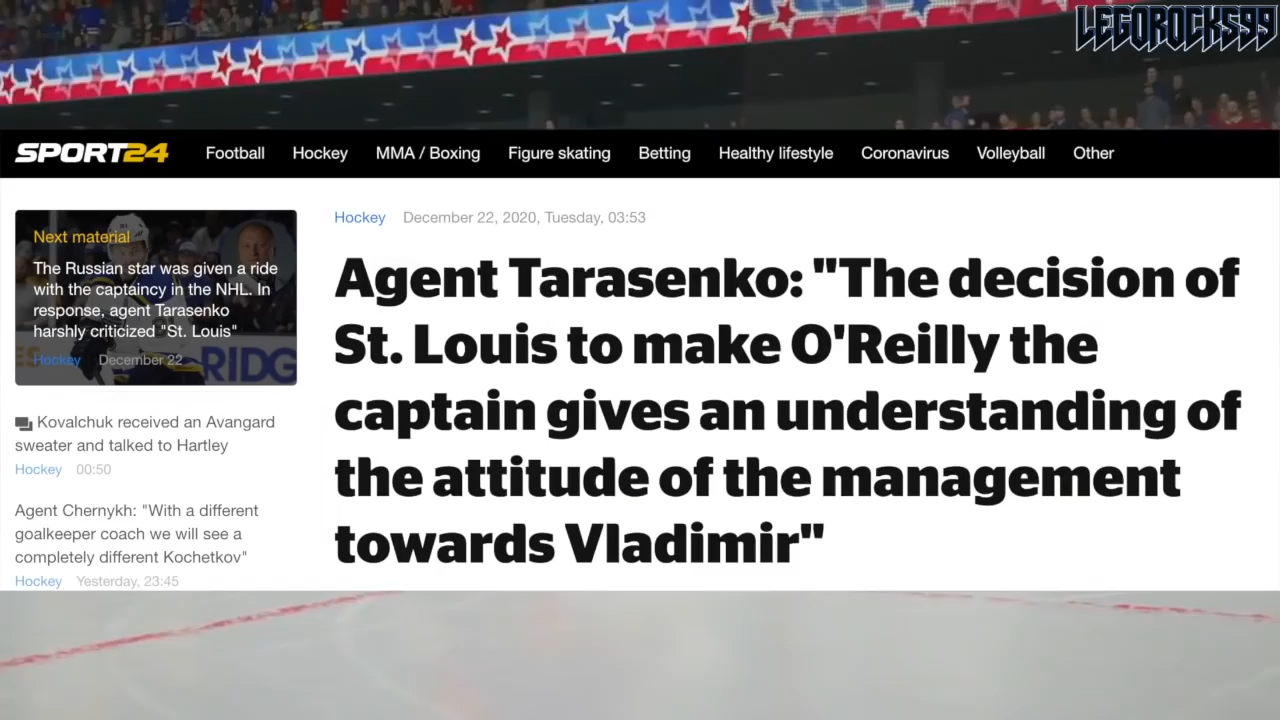 LEGOROCKS99
SPORT24
Football Hockey MMA / Boxing Figure skating Betting Healthy lifestyle Coronavirus Volleyball Other
Next material
The Russian star was given a ride
with the captaincy in the NHL. In
response, agent Tarasenko
harshly criticized "St. Louis"
Hockey December 22
RIDG
Kovalchuk received an Avangard
sweater and talked to Hartley
Hockey 00:50
Agent Chernykh: "With a different
goalkeeper coach we will see a
completely different Kochetkov"
Hockey Yesterday, 23:45
Hockey December 22, 2020, Tuesday, 03:53
Agent Tarasenko: "The decision of
St. Louis to make O'Reilly the
captain gives an understanding of
the attitude of the management
towards Vladimir"